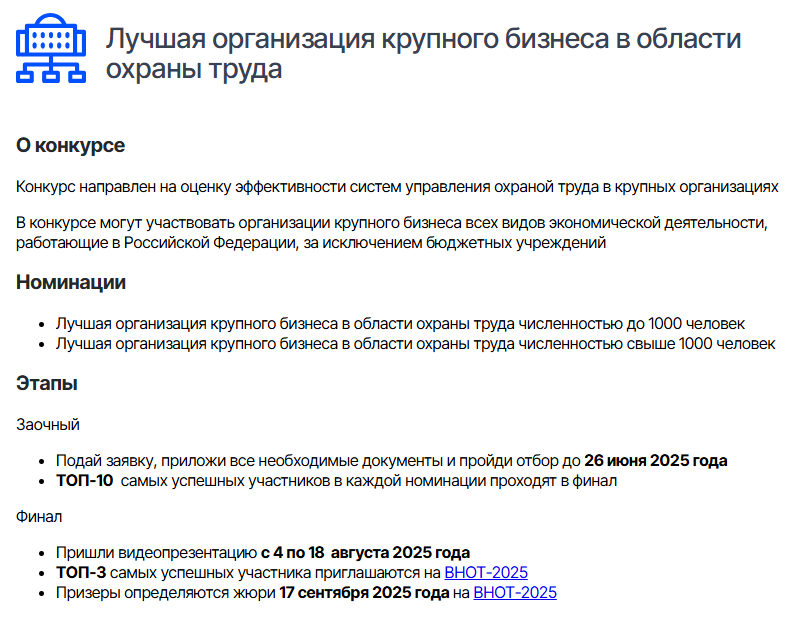 Лучшая организация крупного бизнеса в области
охраны труда
О конкурсе
Конкурс направлен на оценку эффективности систем управления охраной труда в крупных организациях
В конкурсе могут участвовать организации крупного бизнеса всех видов экономической деятельности,
работающие в Российской Федерации, за исключением бюджетных учреждений
Номинации
• Лучшая организация крупного бизнеса в области охраны труда численностью до 1000 человек
• Лучшая организация крупного бизнеса в области охраны труда численностью свыше 1000 человек
Этапы
Заочный
• Подай заявку, приложи все необходимые документы и пройди отбор до 26 июня 2025 года
• ТОП-10 самых успешных участников в каждой номинации проходят в финал
Финал
• Пришли видеопрезентацию с 4 по 18 августа 2025 года
• ТОП-3 самых успешных участника приглашаются на ВНОТ-2025
• Призеры определяются жюри 17 сентября 2025 года на ВНОТ-2025